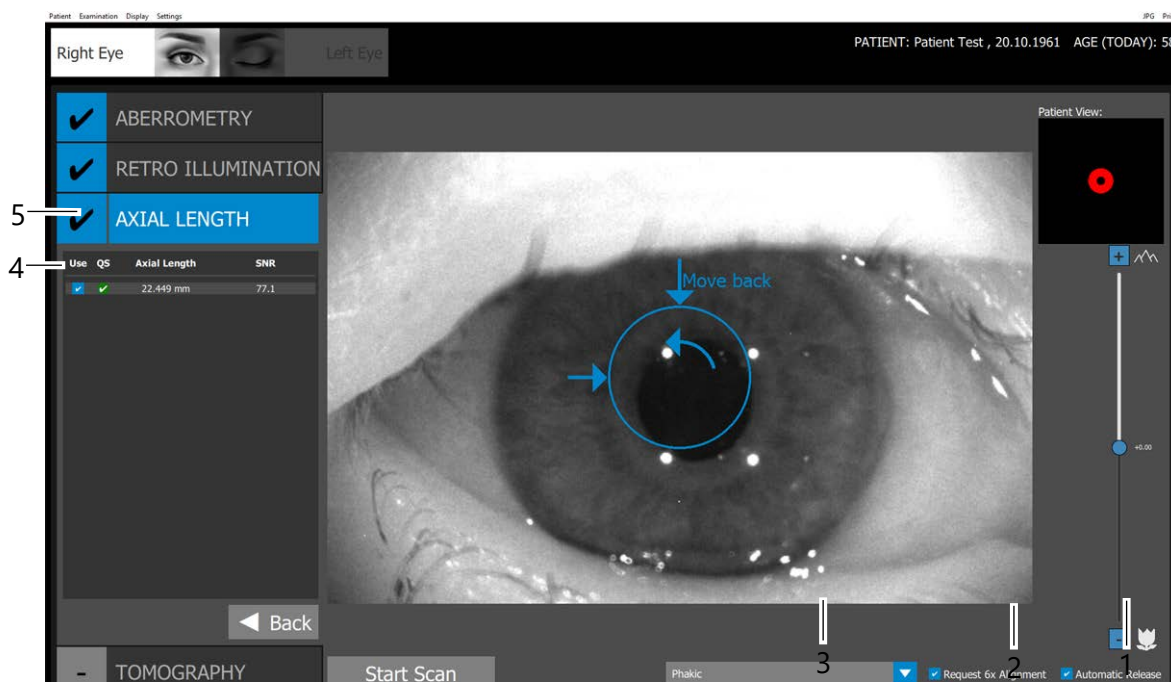 Patient Examination Display Settings JPG
Right Eye Left Eye PATIENT: Patient Test , 20.10.1961 AGE (TODAY):
ABERROMETRY
Patient View:
RETRO ILLUMINATION
5 AXIAL LENGTH
4 Use QS Axial Length SNR
+
22.449 mm 77.1
Move back
+0.00
Back
-
3 2 1
- TOMOGRAPHY Start Scan Phakic Request 6x Alignment Automatic Release